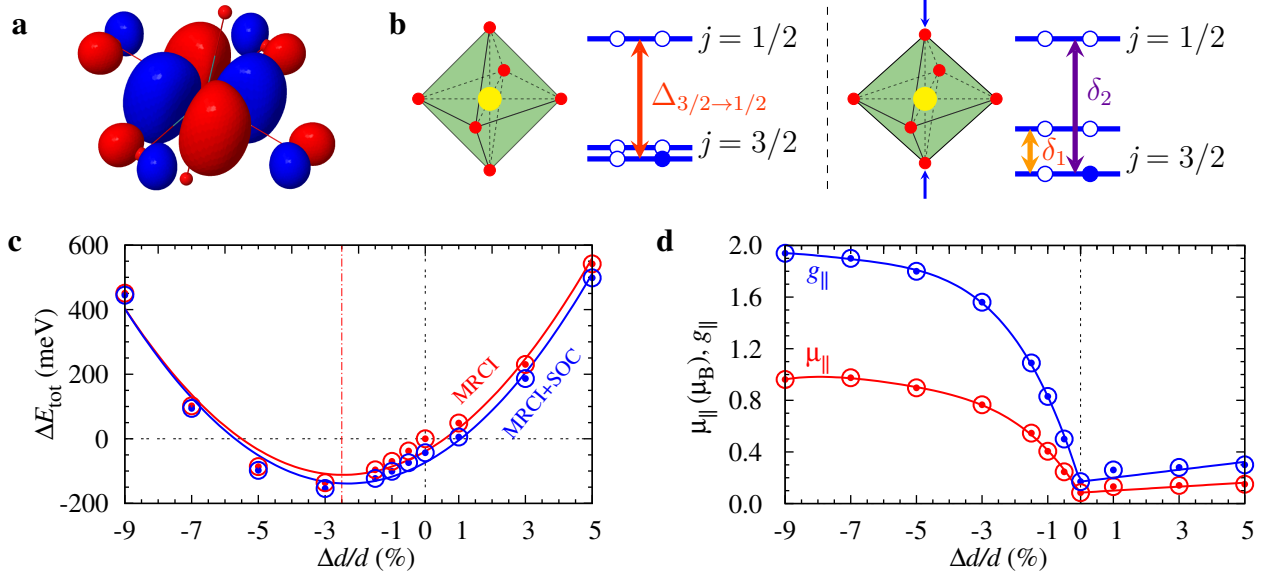 a
b
j = 1/2
Δ3/2→1/2
j = 3/2
j = 1/2
δ2
δ1
j = 3/2
c
600
400
200
0
-200
ΔEtot (meV)
MRCI
MRCI+SOC
-9 -7 -5 -3 -1 0 1 3 5
Δd/d (%)
d
2.0
1.6
1.2
0.8
0.4
0.0
μ∥ (μB), g∥
g∥
μ∥
-9 -7 -5 -3 -1 0 1 3 5
Δd/d (%)